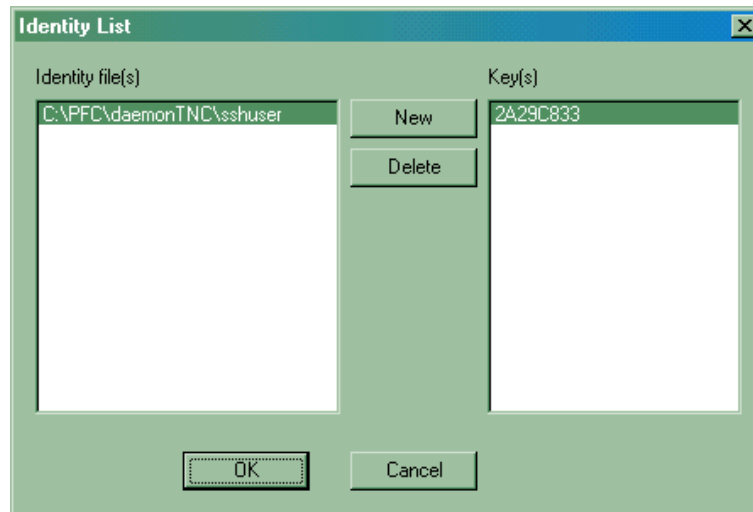 Identity List
Identity file(s)
Key(s)
C:\PFC\daemonTNC\sshuser
New
2A29C833
Delete
OK
Cancel